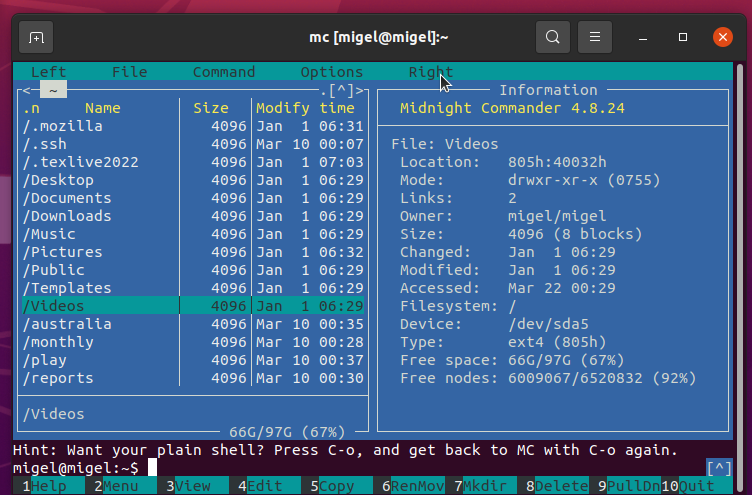 mc [migel@migel]:~
Left File Command Options Right
<─ ~ .[^]>
Information
.n Name Size Modify time
Midnight Commander 4.8.24
/.mozilla 4096 Jan 1 06:31
/.ssh 4096 Mar 10 00:07
File: Videos
/.texlive2022 4096 Jan 1 07:03
Location: 805h:40032h
/Desktop 4096 Jan 1 06:29
Mode: drwxr-xr-x (0755)
/Documents 4096 Jan 1 06:29
Links: 2
/Downloads 4096 Jan 1 06:29
Owner: migel/migel
/Music 4096 Jan 1 06:29
Size: 4096 (8 blocks)
/Pictures 4096 Jan 1 06:32
Changed: Jan 1 06:29
/Public 4096 Jan 1 06:29
Modified: Jan 1 06:29
/Templates 4096 Jan 1 06:29
Accessed: Mar 22 00:29
/Videos 4096 Jan 1 06:29
Filesystem: /
/australia 4096 Mar 10 00:35
Device: /dev/sda5
/monthly 4096 Mar 10 00:28
Type: ext4 (805h)
/play 4096 Mar 10 00:37
Free space: 66G/97G (67%)
/reports 4096 Mar 10 00:30
Free nodes: 6009067/6520832 (92%)
/Videos
66G/97G (67%)
Hint: Want your plain shell? Press C-o, and get back to MC with C-o again.
migel@migel:~$ [^]
1Help 2Menu 3View 4Edit 5Copy 6RenMov 7Mkdir 8Delete 9PullDn 10Quit